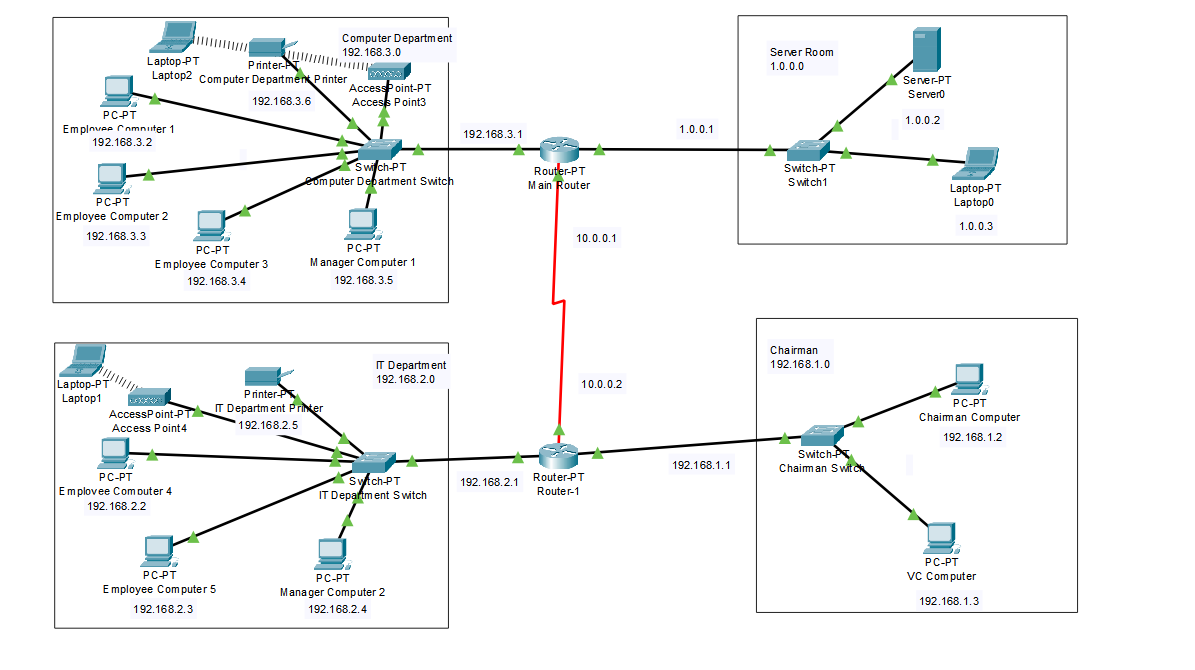 Computer Department
192.168.3.0
Laptop-PT
Laptop2
Printer-PT
Computer Department Printer
192.168.3.6
AccessPoint-PT
Access Point3
PC-PT
Employee Computer 1
192.168.3.2
PC-PT
Employee Computer 2
192.168.3.3
PC-PT
Employee Computer 3
192.168.3.4
Switch-PT
Computer Department Switch
PC-PT
Manager Computer 1
192.168.3.5
192.168.3.1
Router-PT
Main Router
1.0.0.1
10.0.0.1
Server Room
1.0.0.0
Server-PT
Server0
1.0.0.2
Switch-PT
Switch1
Laptop-PT
Laptop0
1.0.0.3
IT Department
192.168.2.0
Laptop-PT
Laptop1
AccessPoint-PT
Access Point4
Printer-PT
IT Department Printer
192.168.2.5
PC-PT
Employee Computer 4
192.168.2.2
Switch-PT
IT Department Switch
PC-PT
Employee Computer 5
192.168.2.3
PC-PT
Manager Computer 2
192.168.2.4
10.0.0.2
192.168.2.1
Router-PT
Router-1
192.168.1.1
Chairman
192.168.1.0
PC-PT
Chairman Computer
192.168.1.2
Switch-PT
Chairman Switch
PC-PT
VC Computer
192.168.1.3